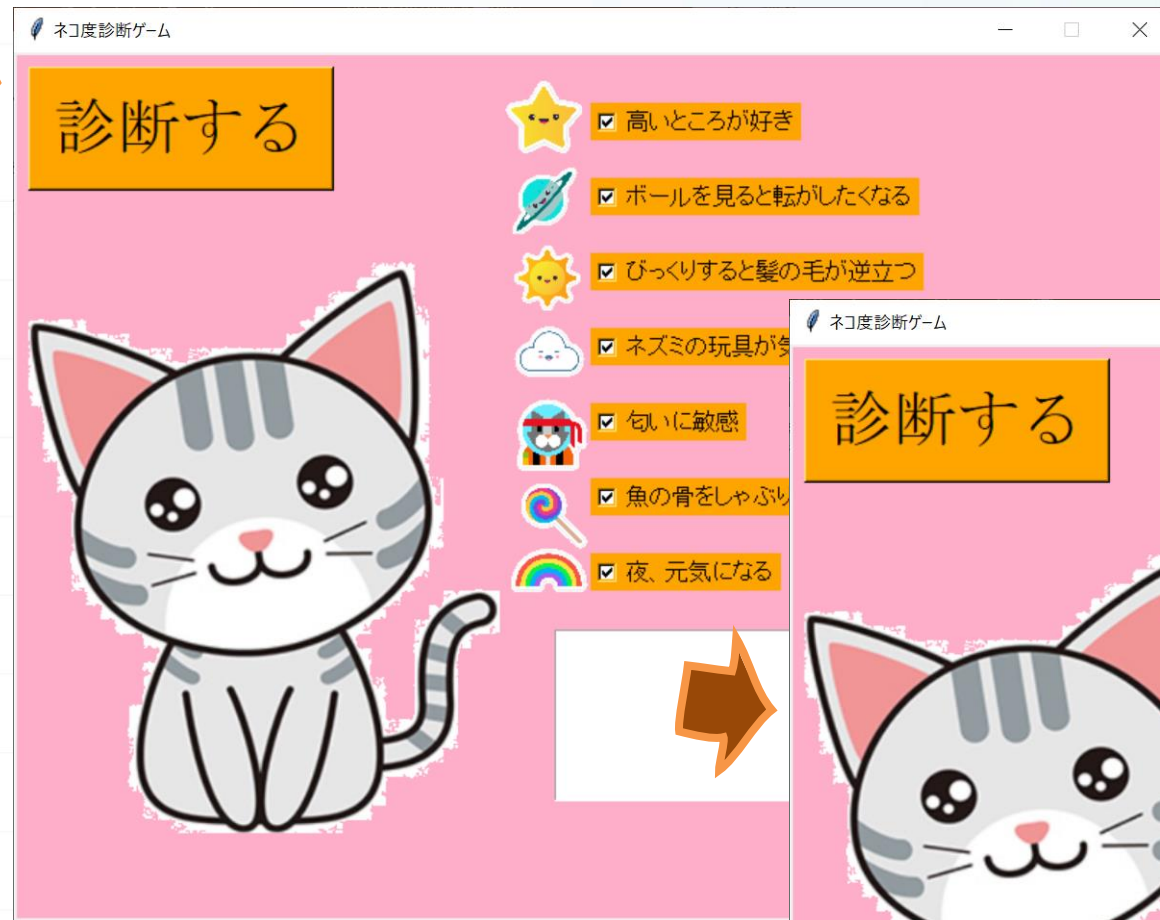 ネコ度診断ゲーム
診断する
高いところが好き
ボールを見ると転がしたくなる
びっくりすると髪の毛が逆立つ
ネズミの玩具が
匂いに敏感
魚の骨をしゃぶり
夜、元気になる
ネコ度診断ゲーム
診断する